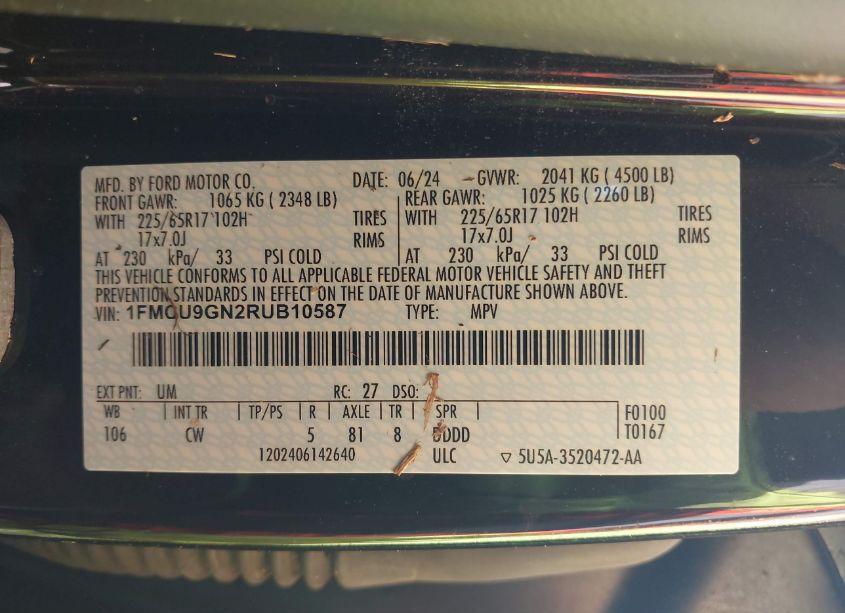 MFD. BY FORD MOTOR CO. DATE: 06/24 GVWR: 2041 KG ( 4500 LB)
FRONT GAWR: 1065 KG ( 2348 LB) REAR GAWR: 1025 KG ( 2260 LB)
WITH 225/65R17 102H TIRES WITH 225/65R17 102H TIRES
17x7.0J RIMS 17x7.0J RIMS
AT 230 kPa/ 33 PSI COLD AT 230 kPa/ 33 PSI COLD
THIS VEHICLE CONFORMS TO ALL APPLICABLE FEDERAL MOTOR VEHICLE SAFETY AND THEFT
PREVENTION STANDARDS IN EFFECT ON THE DATE OF MANUFACTURE SHOWN ABOVE.
VIN: 1FMCU9GN2RUB10587 TYPE: MPV
EXT PNT: UM RC: 27 DSO:
WB INT TR TP/PS R AXLE TR SPR F0100
106 CW 5 81 8 DDDD T0167
1202406142640 ULC 5U5A-3520472-AA